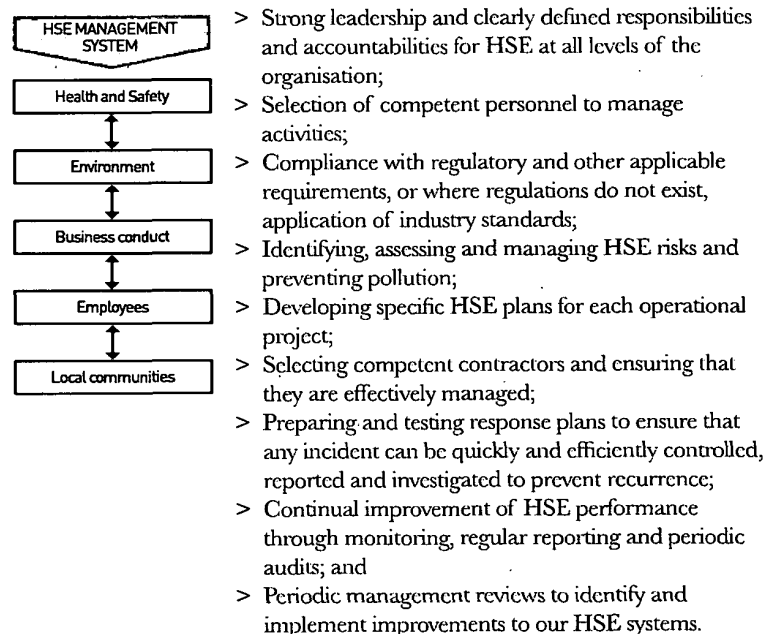 HSE MANAGEMENT
SYSTEM
Health and Safety
Environment
Business conduct
Employees
Local communities
> Strong leadership and clearly defined responsibilities
and accountabilities for HSE at all levels of the
organisation;
> Selection of competent personnel to manage
activities;
> Compliance with regulatory and other applicable
requirements, or where regulations do not exist,
application of industry standards;
> Identifying, assessing and managing HSE risks and
preventing pollution;
> Developing specific HSE plans for each operational
project;
> Selecting competent contractors and ensuring that
they are effectively managed;
> Preparing and testing response plans to ensure that
any incident can be quickly and efficiently controlled,
reported and investigated to prevent recurrence;
> Continual improvement of HSE performance
through monitoring, regular reporting and periodic
audits; and
> Periodic management reviews to identify and
implement improvements to our HSE systems.